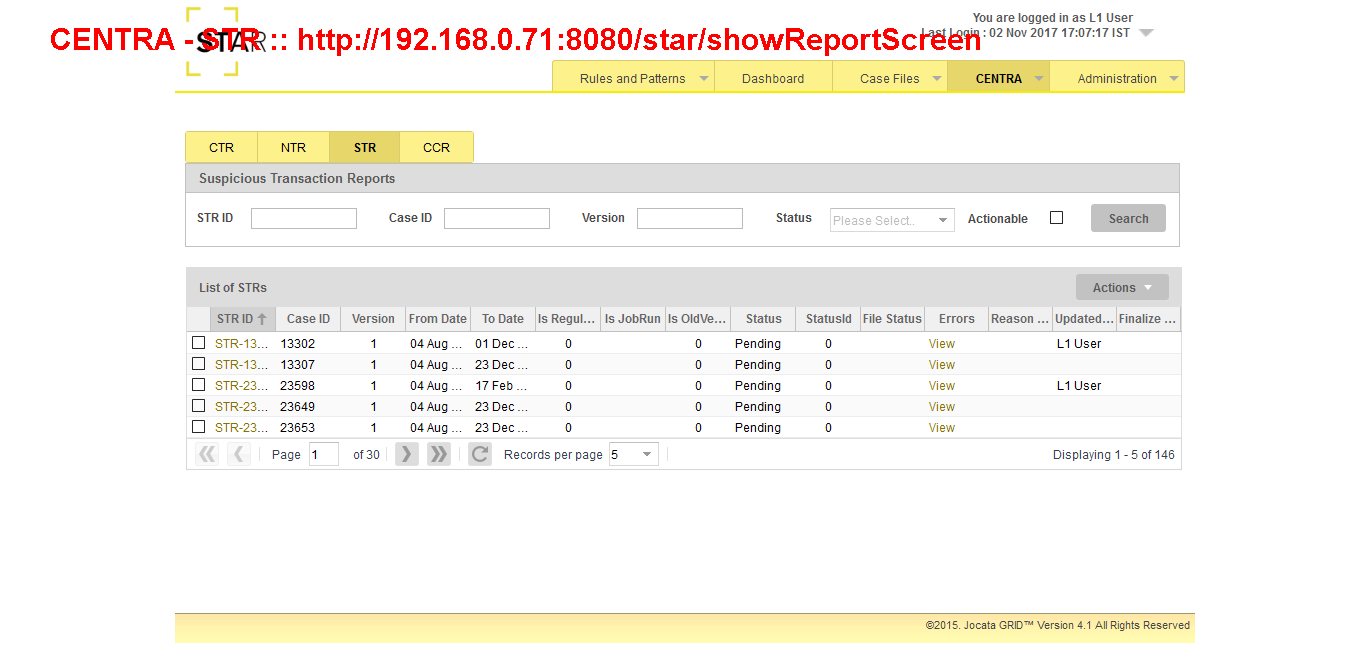 You are logged in as L1 User
CENTRA - STR :: http://192.168.0.71:8080/star/showReportScreen
STAR
Last Login : 02 Nov 2017 17:07:17 IST
Rules and Patterns Dashboard Case Files CENTRA Administration
CTR NTR STR CCR
Suspicious Transaction Reports
STR ID Case ID Version Status Please Select.. Actionable Search
List of STRs Actions
STR ID Case ID Version From Date To Date Is Regul... Is JobRun Is OldVe... Status StatusId File Status Errors Reason ... Updated... Finalize ...
STR-13... 13302 1 04 Aug ... 01 Dec ... 0 0 Pending 0 View L1 User
STR-13... 13307 1 04 Aug ... 23 Dec ... 0 0 Pending 0 View
STR-23... 23598 1 04 Aug ... 17 Feb ... 0 0 Pending 0 View L1 User
STR-23... 23649 1 04 Aug ... 23 Dec ... 0 0 Pending 0 View
STR-23... 23653 1 04 Aug ... 23 Dec ... 0 0 Pending 0 View
Page 1 of 30 Records per page 5 Displaying 1 - 5 of 146
©2015. Jocata GRID™ Version 4.1 All Rights Reserved